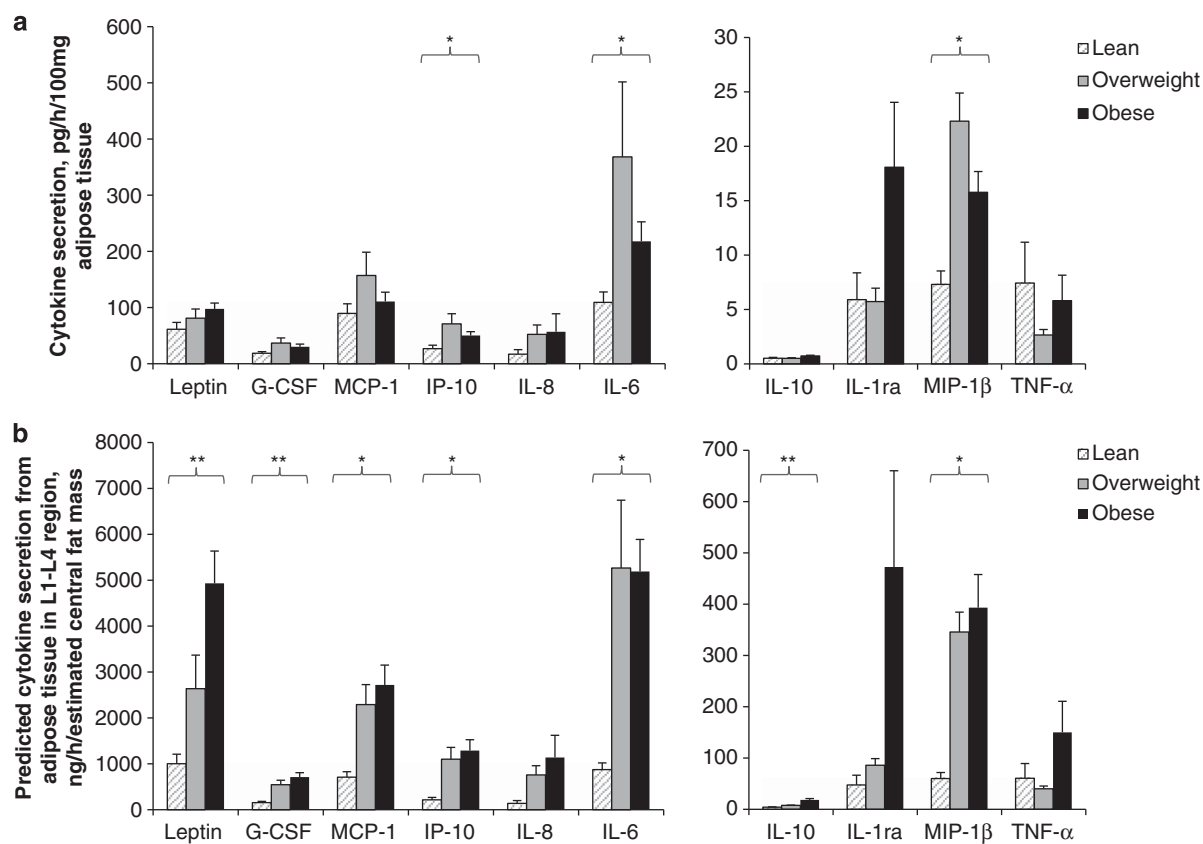 a
Cytokine secretion, pg/h/100mg
adipose tissue
600
500
400
300
200
100
0
*
*
Leptin G-CSF MCP-1 IP-10 IL-8 IL-6
30
25
20
15
10
5
0
*
IL-10 IL-1ra MIP-1β TNF-α
Lean
Overweight
Obese
b
Predicted cytokine secretion from
adipose tissue in L1-L4 region,
ng/h/estimated central fat mass
8000
7000
6000
5000
4000
3000
2000
1000
0
** ** * * *
Leptin G-CSF MCP-1 IP-10 IL-8 IL-6
700
600
500
400
300
200
100
0
** *
IL-10 IL-1ra MIP-1β TNF-α
Lean
Overweight
Obese